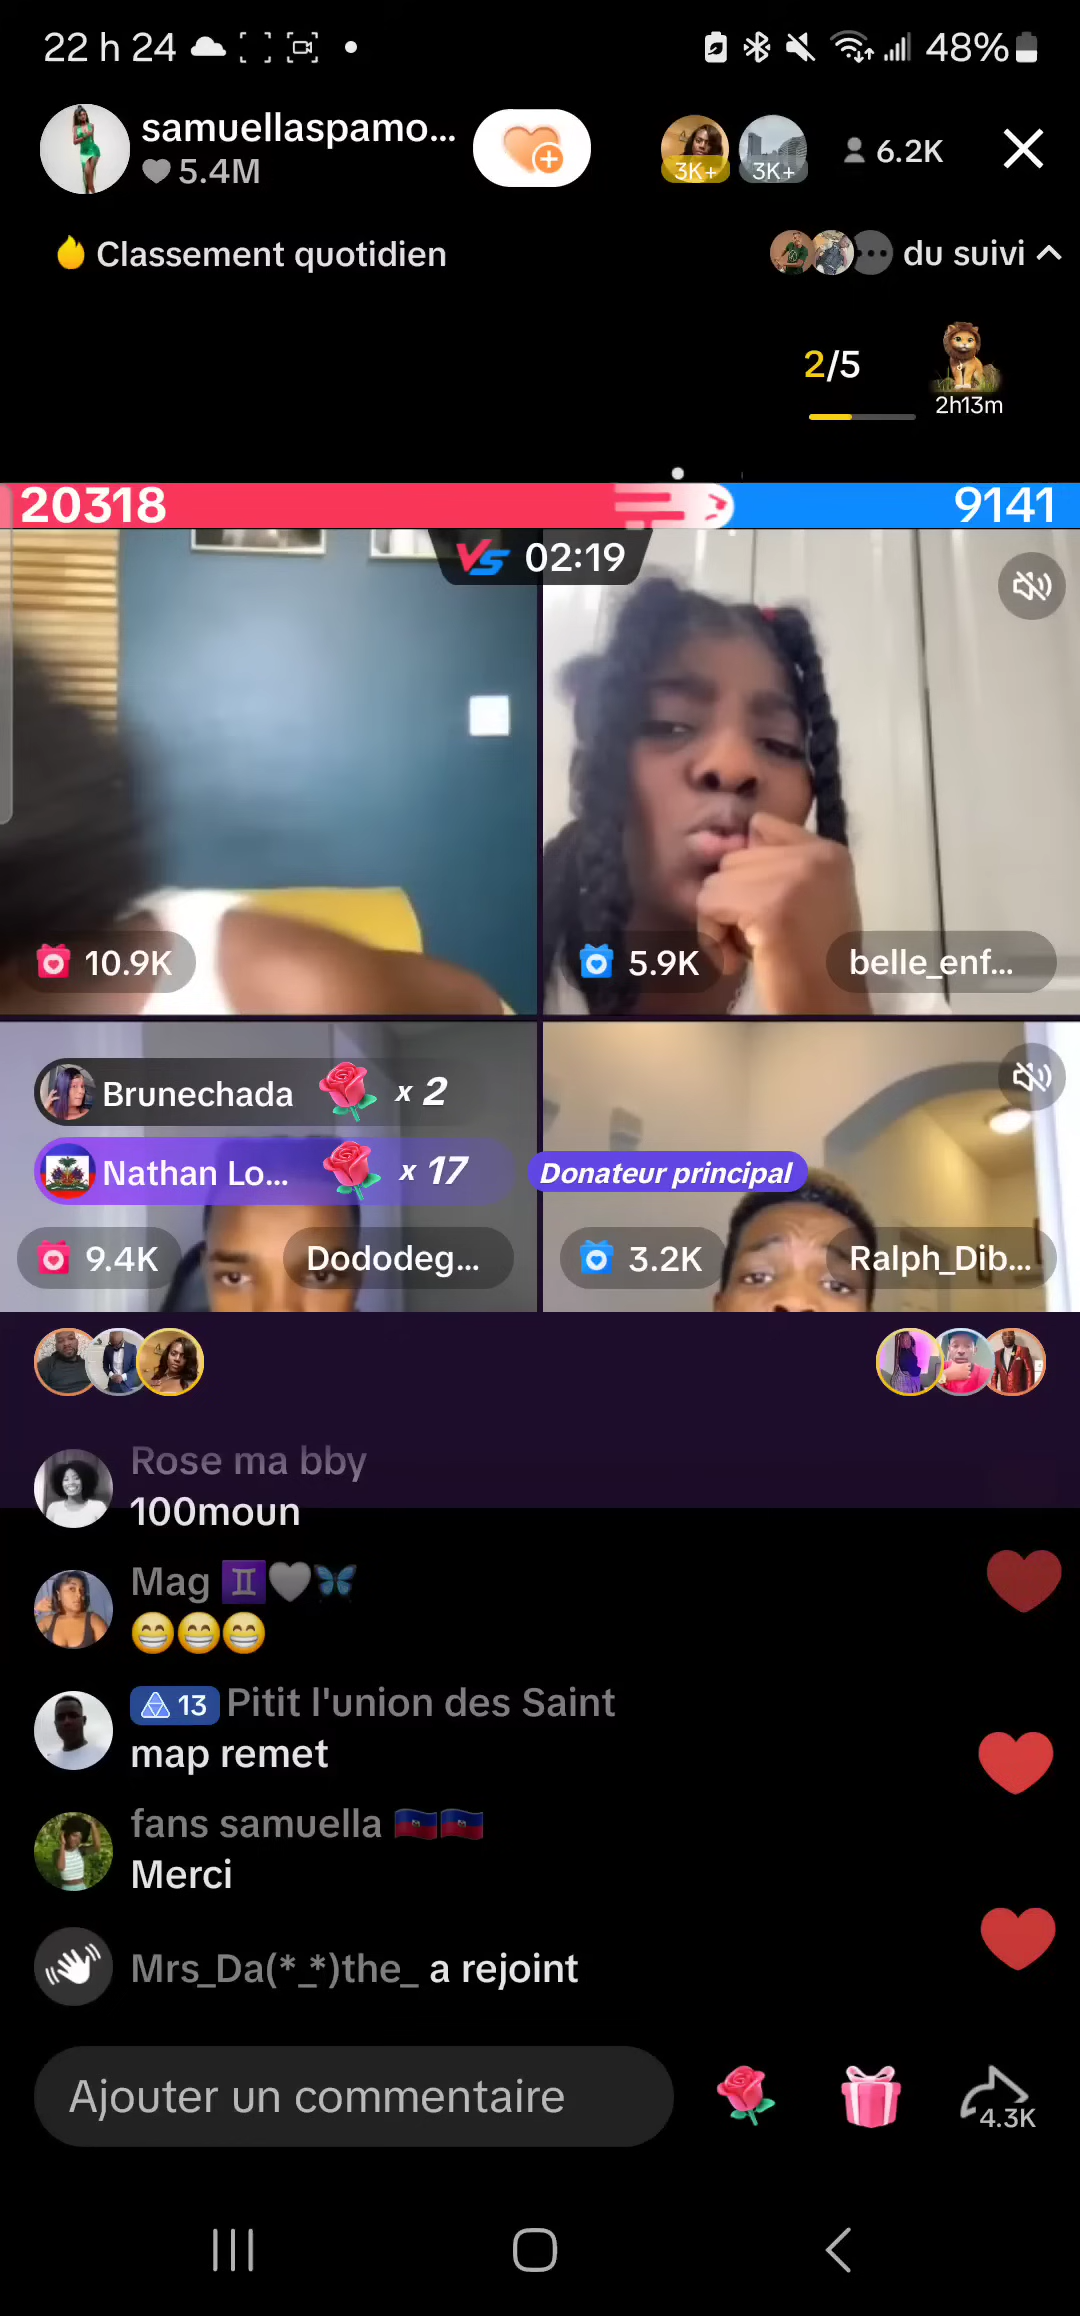 22 h 24
48%
samuellaspamo...
5.4M
3K+
3K+
6.2K
Classement quotidien
du suivi
2/5
2h13m
20318
9141
VS 02:19
10.9K
5.9K
belle_enf...
Brunechada x 2
Nathan Lo... x 17
Donateur principal
9.4K
Dododeg...
3.2K
Ralph_Dib...
Rose ma bby
100moun
Mag ♊🤍🦋
😁😁😁
13 Pitit l'union des Saint
map remet
fans samuella 🇭🇹🇭🇹
Merci
Mrs_Da(*_*)the_ a rejoint
Ajouter un commentaire
4.3K